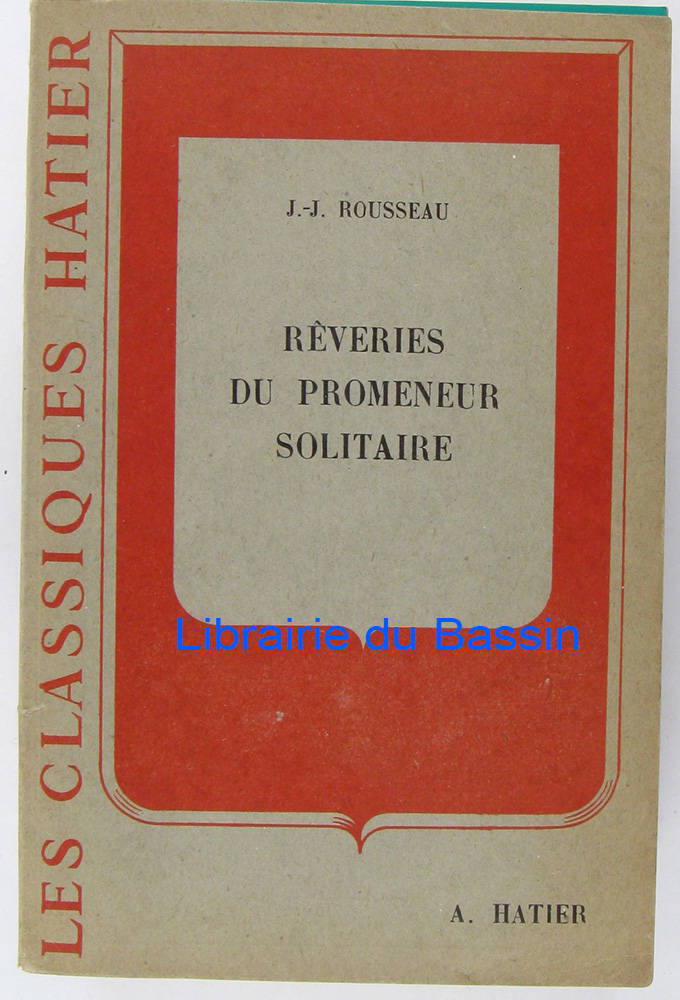 LES CLASSIQUES HATIER
J.-J. ROUSSEAU
RÊVERIES
DU PROMENEUR
SOLITAIRE
Librairie du Bassin
A. HATIER